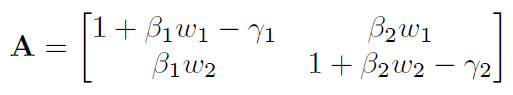 A = [ 1 + β₁w₁ − γ₁    β₂w₁
β₁w₂    1 + β₂w₂ − γ₂ ]